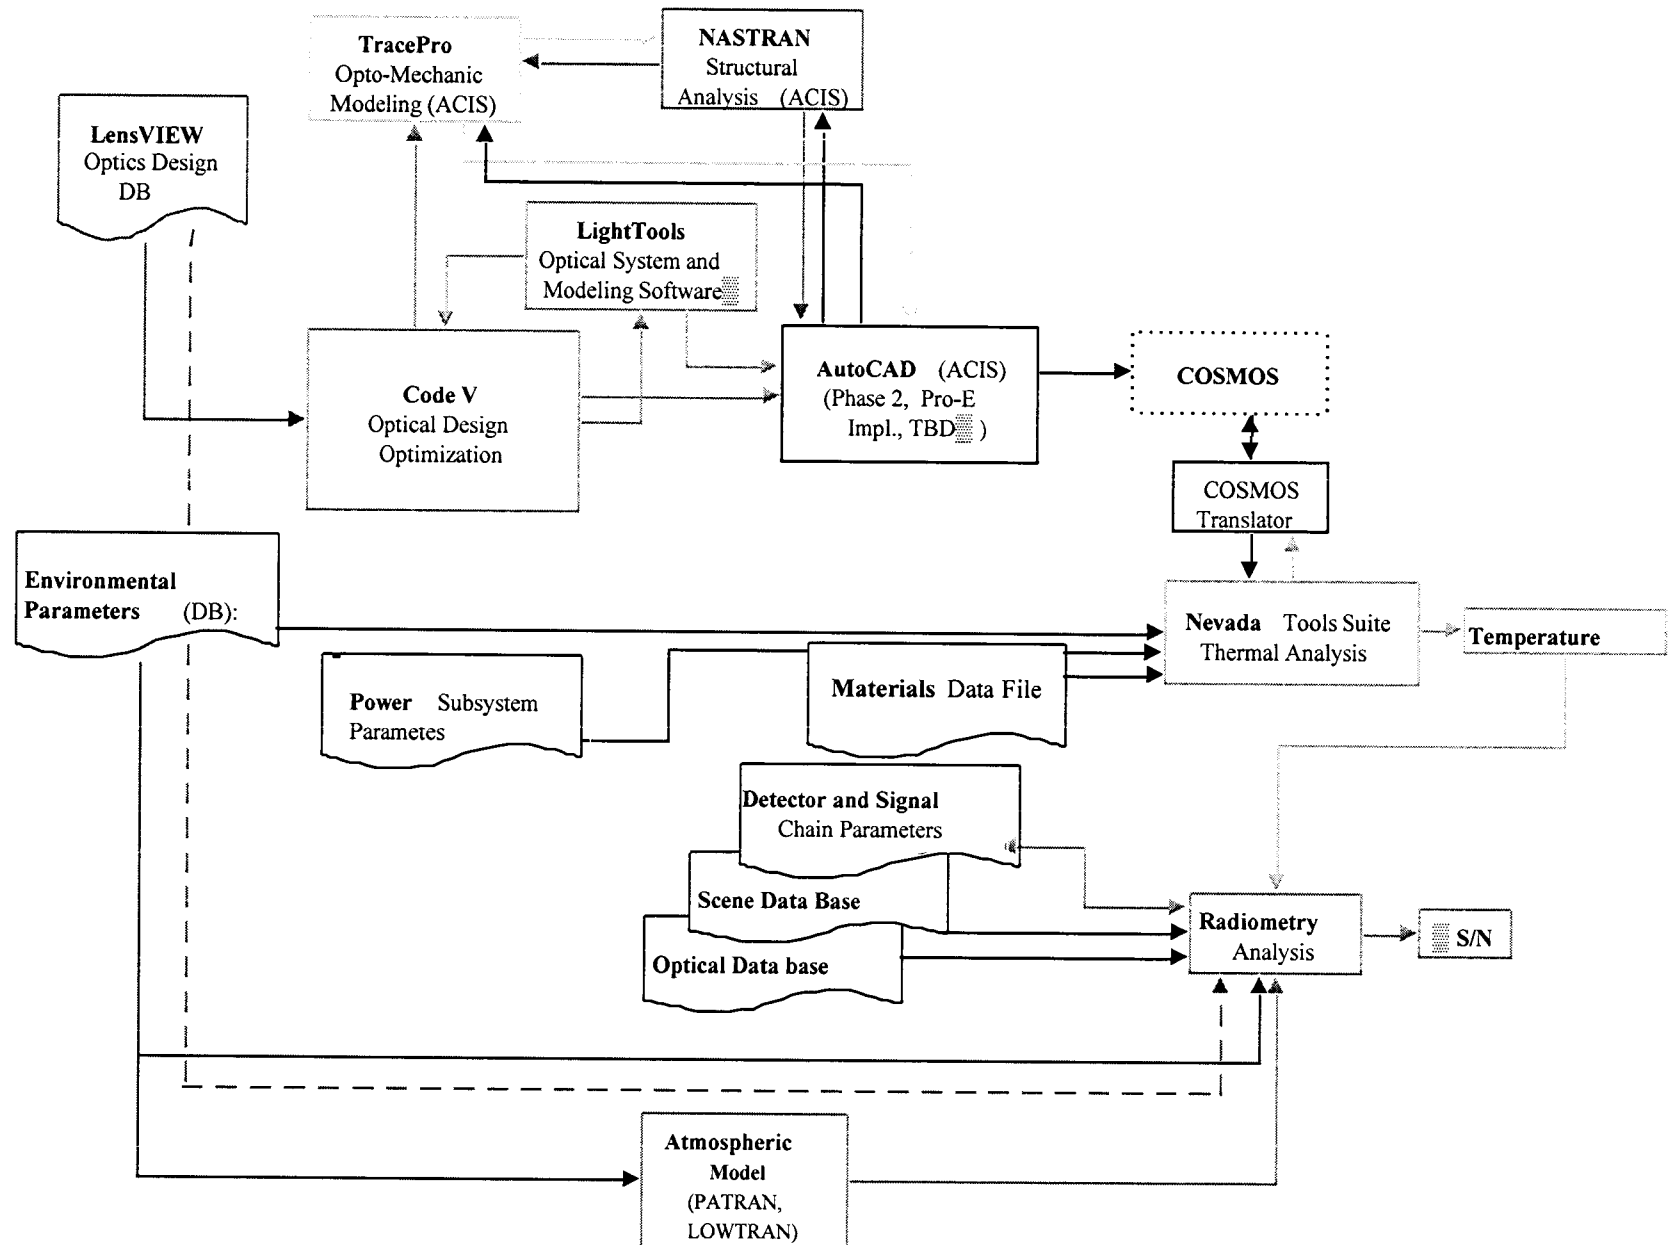 TracePro
Opto-Mechanic
Modeling (ACIS)
NASTRAN
Structural
Analysis (ACIS)
LensVIEW
Optics Design
DB
LightTools
Optical System and
Modeling Software
Code V
Optical Design
Optimization
AutoCAD (ACIS)
(Phase 2, Pro-E
Impl., TBD )
COSMOS
COSMOS
Translator
Environmental
Parameters (DB):
Nevada Tools Suite
Thermal Analysis
Temperature
Power Subsystem
Parametes
Materials Data File
Detector and Signal
Chain Parameters
Scene Data Base
Optical Data base
Radiometry
Analysis
S/N
Atmospheric
Model
(PATRAN,
LOWTRAN)